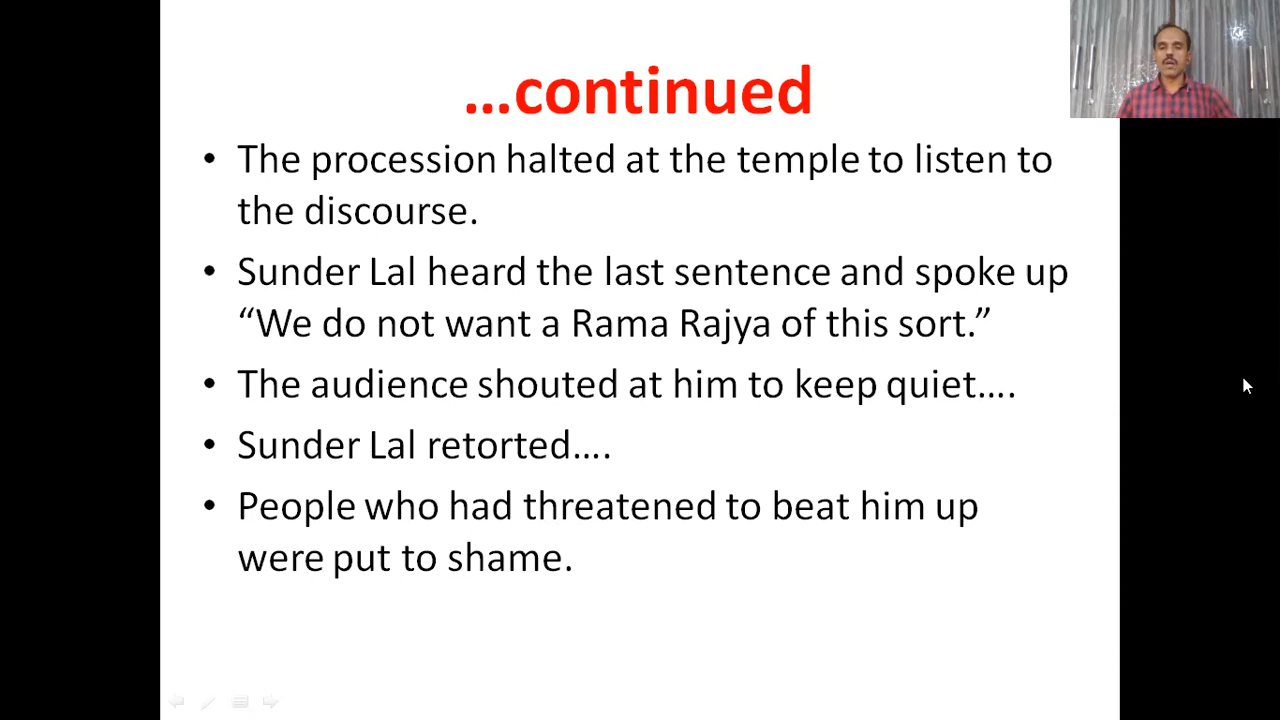 ...continued
• The procession halted at the temple to listen to
the discourse.
• Sunder Lal heard the last sentence and spoke up
“We do not want a Rama Rajya of this sort.”
• The audience shouted at him to keep quiet....
• Sunder Lal retorted....
• People who had threatened to beat him up
were put to shame.